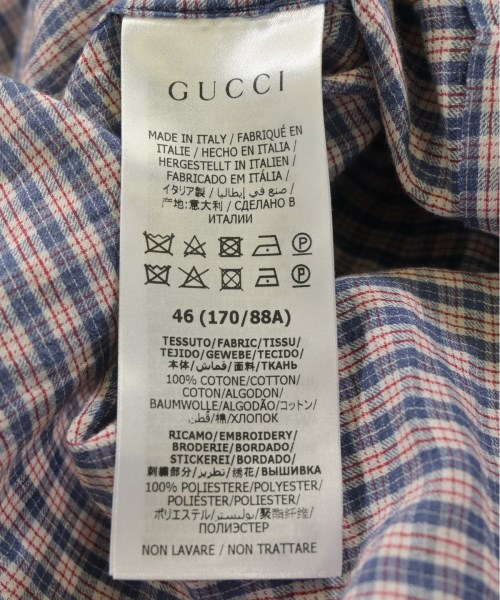 GUCCI
MADE IN ITALY / FABRIQUÉ EN
ITALIE / HECHO EN ITALIA /
HERGESTELLT IN ITALIEN /
FABRICADO EM ITÁLIA /
イタリア製 / صنع في إيطاليا /
产地:意大利 / СДЕЛАНО В
ИТАЛИИ
P
P
46 (170/88A)
TESSUTO/FABRIC/TISSU/
TEJIDO/GEWEBE/TECIDO/
本体/قماش/面料/ТКАНЬ
100% COTONE/COTTON/
COTON/ALGODON/
BAUMWOLLE/ALGODÃO/コットン/
قطن/棉/ХЛОПОК
RICAMO/EMBROIDERY/
BRODERIE/BORDADO/
STICKEREI/BORDADO/
刺繍部分/تطريز/绣花/ВЫШИВКА
100% POLIESTERE/POLYESTER/
POLYESTER/POLIESTER/
POLYESTER/POLIÉSTER/
ポリエステル/بوليستر/聚酯纤维/
ПОЛИЭСТЕР
NON LAVARE / NON TRATTARE